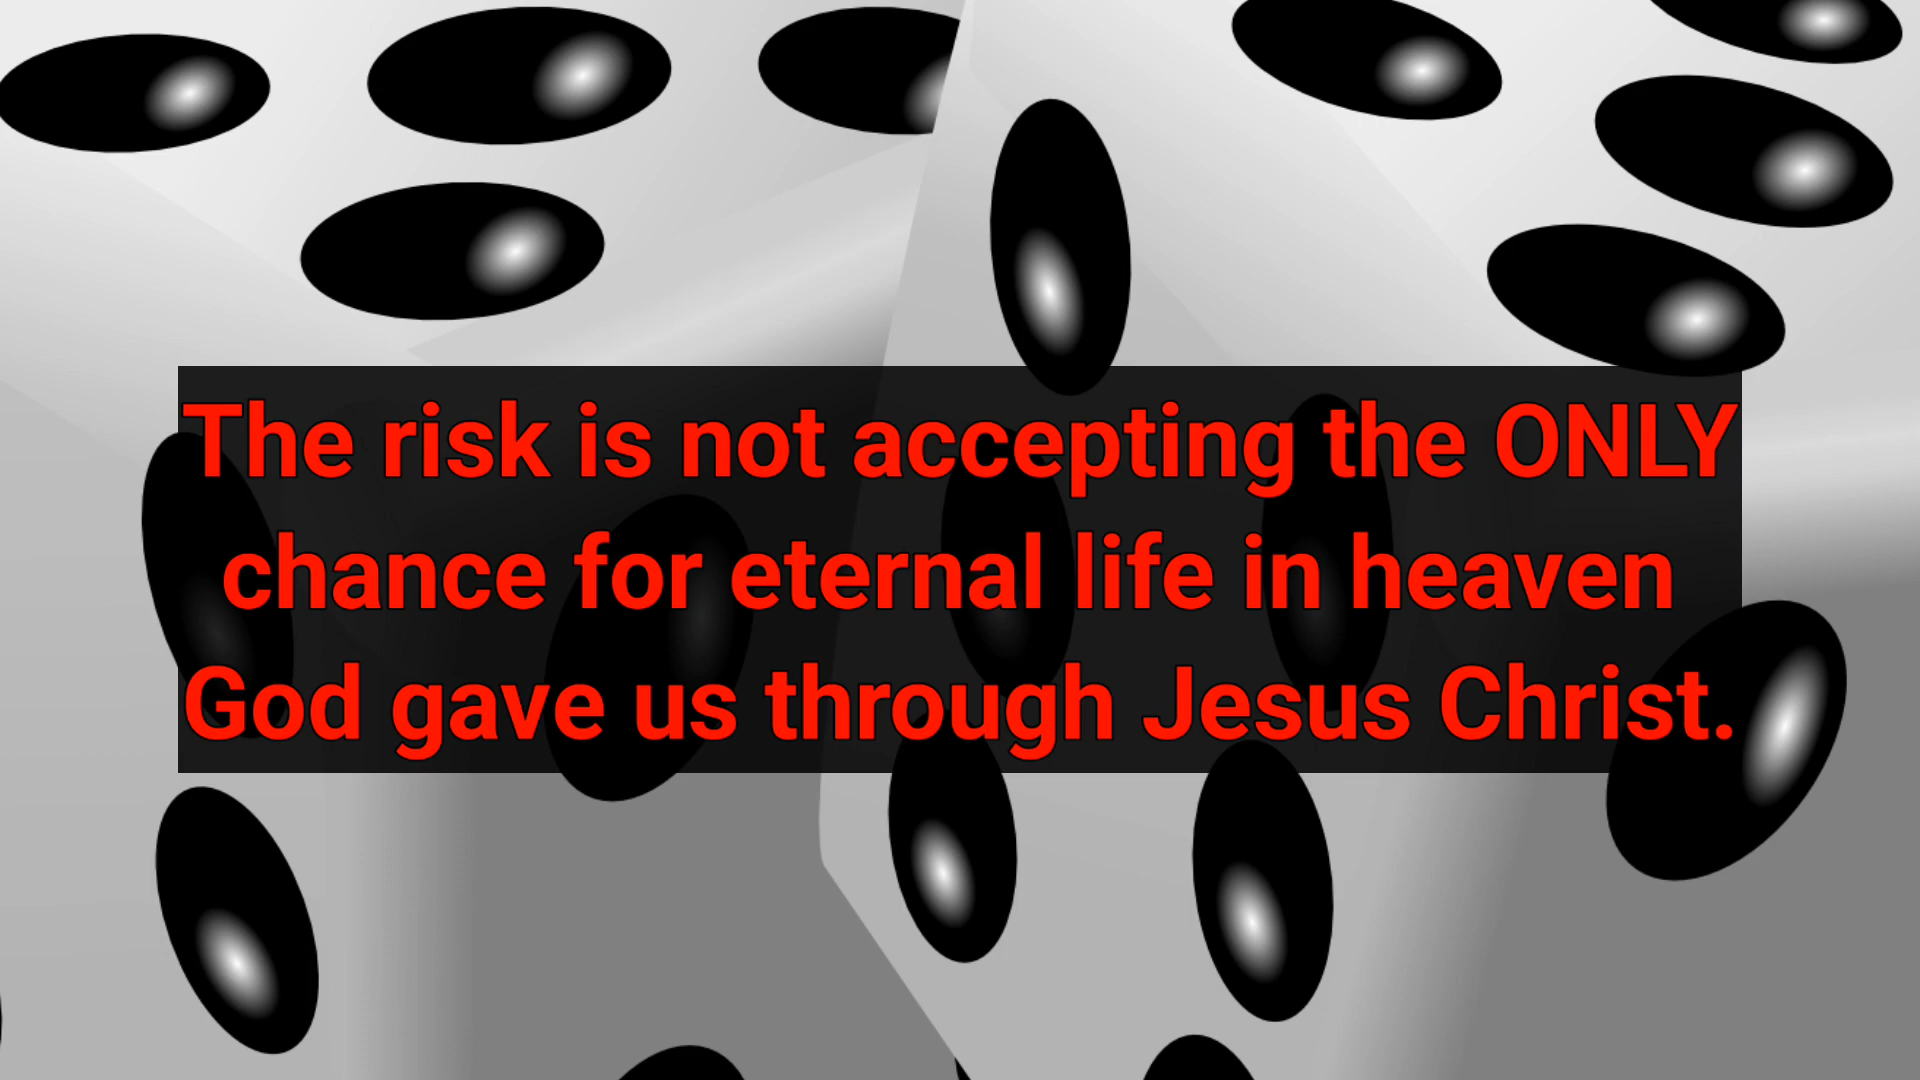 The risk is not accepting the ONLY
chance for eternal life in heaven
God gave us through Jesus Christ.